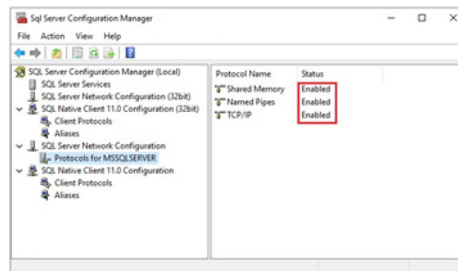 Sql Server Configuration Manager
File Action View Help
SQL Server Configuration Manager (Local)
SQL Server Services
SQL Server Network Configuration (32bit)
SQL Native Client 11.0 Configuration (32bit)
Client Protocols
Aliases
SQL Server Network Configuration
Protocols for MSSQLSERVER
SQL Native Client 11.0 Configuration
Client Protocols
Aliases
Protocol Name Status
Shared Memory Enabled
Named Pipes Enabled
TCP/IP Enabled